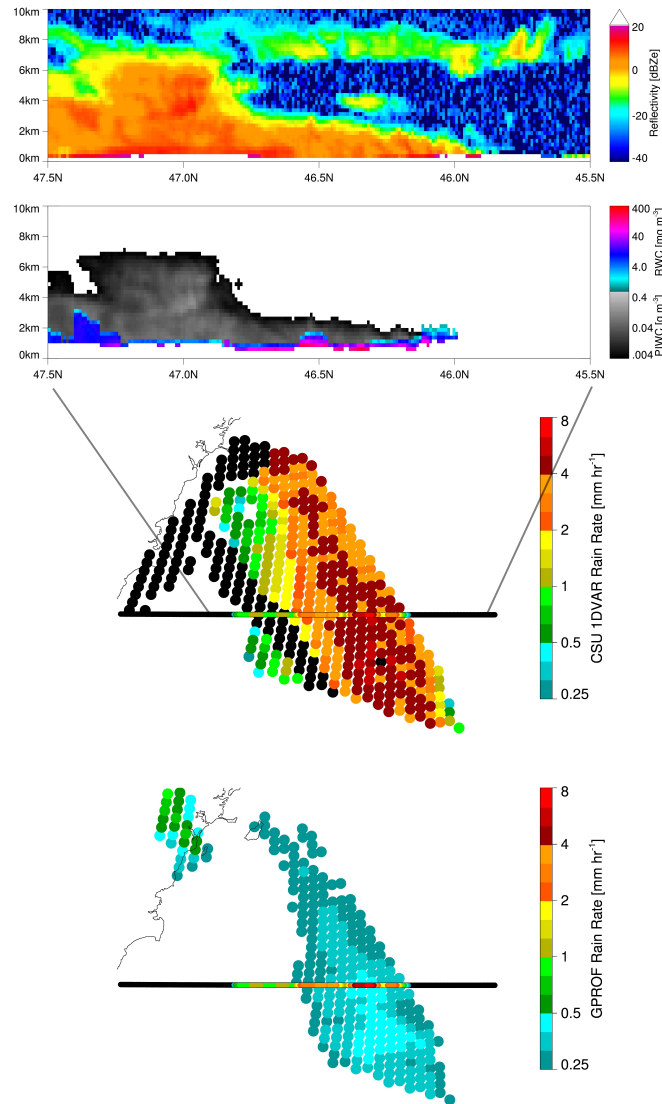 10km
8km
6km
4km
2km
0km
47.5N 47.0N 46.5N 46.0N 45.5N
20
0
-20
-40
Reflectivity [dBZe]
10km
8km
6km
4km
2km
0km
47.5N 47.0N 46.5N 46.0N 45.5N
400
40
4.0
0.4
0.04
.004
RWC [mg m⁻³]
PIWC [g m⁻³]
8
4
2
1
0.5
0.25
CSU 1DVAR Rain Rate [mm hr⁻¹]
8
4
2
1
0.5
0.25
GPROF Rain Rate [mm hr⁻¹]